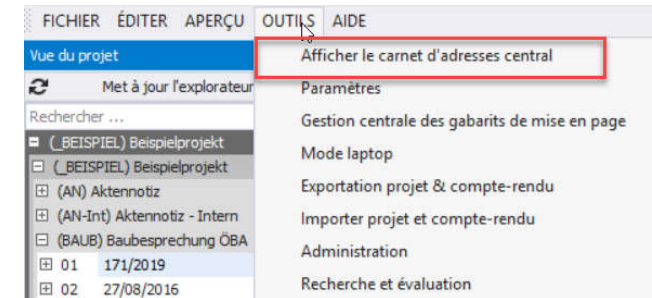 FICHIER ÉDITER APERÇU OUTILS AIDE
Vue du projet
Met à jour l'explorateur
Rechercher ...
(_BEISPIEL) Beispielprojekt
(_BEISPIEL) Beispielprojekt
(AN) Aktennotiz
(AN-Int) Aktennotiz - Intern
(BAUB) Baubesprechung ÖBA
01 171/2019
02 27/08/2016
Afficher le carnet d'adresses central
Paramètres
Gestion centrale des gabarits de mise en page
Mode laptop
Exportation projet & compte-rendu
Importer projet et compte-rendu
Administration
Recherche et évaluation